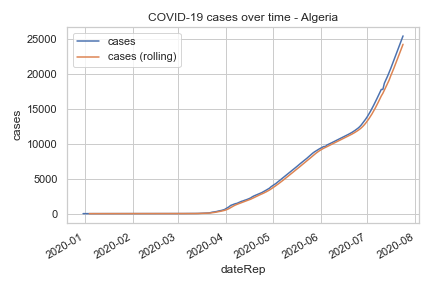 COVID-19 cases over time - Algeria
cases
cases (rolling)
25000
20000
15000
10000
5000
0
cases
2020-01
2020-02
2020-03
2020-04
2020-05
2020-06
2020-07
2020-08
dateRep